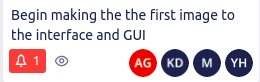 Begin making the the first image to
the interface and GUI
1
AG KD M YH